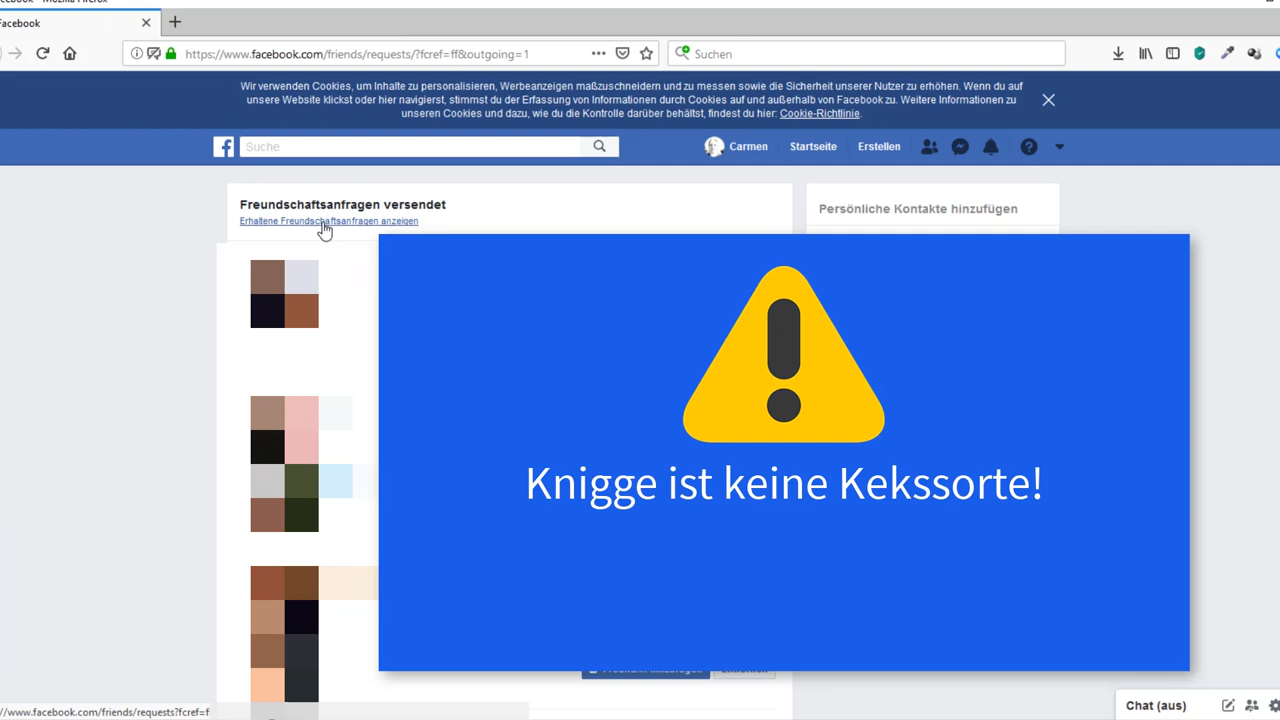 Facebook
https://www.facebook.com/friends/requests/?fcref=ff&outgoing=1
Suchen
Wir verwenden Cookies, um Inhalte zu personalisieren, Werbeanzeigen maßzuschneidern und zu messen sowie die Sicherheit unserer Nutzer zu erhöhen. Wenn du auf
unsere Website klickst oder hier navigierst, stimmst du der Erfassung von Informationen durch Cookies auf und außerhalb von Facebook zu. Weitere Informationen zu
unseren Cookies und dazu, wie du die Kontrolle darüber behältst, findest du hier: Cookie-Richtlinie.
Suche
Carmen Startseite Erstellen
Freundschaftsanfragen versendet
Erhaltene Freundschaftsanfragen anzeigen
Persönliche Kontakte hinzufügen
Knigge ist keine Kekssorte!
//www.facebook.com/friends/requests?fcref=f
Chat (aus)